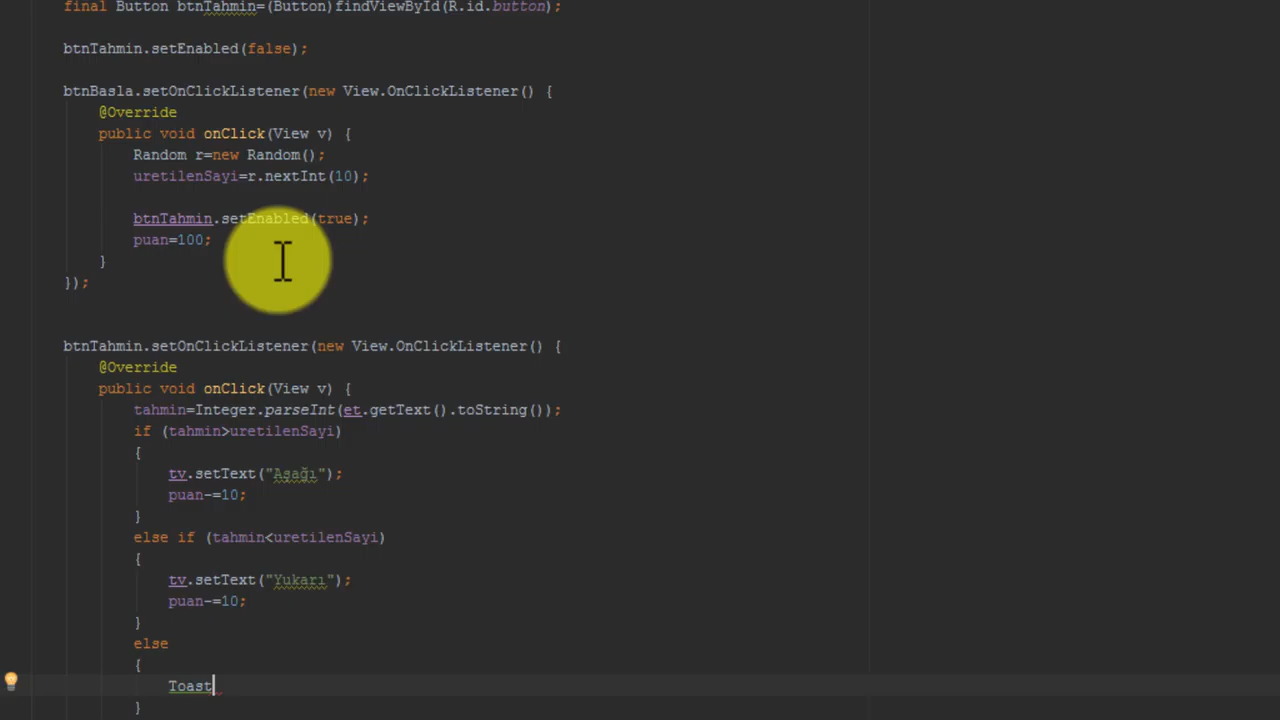 final Button btnTahmin=(Button)findViewById(R.id.button);
btnTahmin.setEnabled(false);
btnBasla.setOnClickListener(new View.OnClickListener() {
@Override
public void onClick(View v) {
Random r=new Random();
uretilenSayi=r.nextInt(10);
btnTahmin.setEnabled(true);
puan=100;
}
});
btnTahmin.setOnClickListener(new View.OnClickListener() {
@Override
public void onClick(View v) {
tahmin=Integer.parseInt(et.getText().toString());
if (tahmin>uretilenSayi)
{
tv.setText("Aşağı");
puan-=10;
}
else if (tahmin<uretilenSayi)
{
tv.setText("Yukarı");
puan-=10;
}
else
{
Toast
}